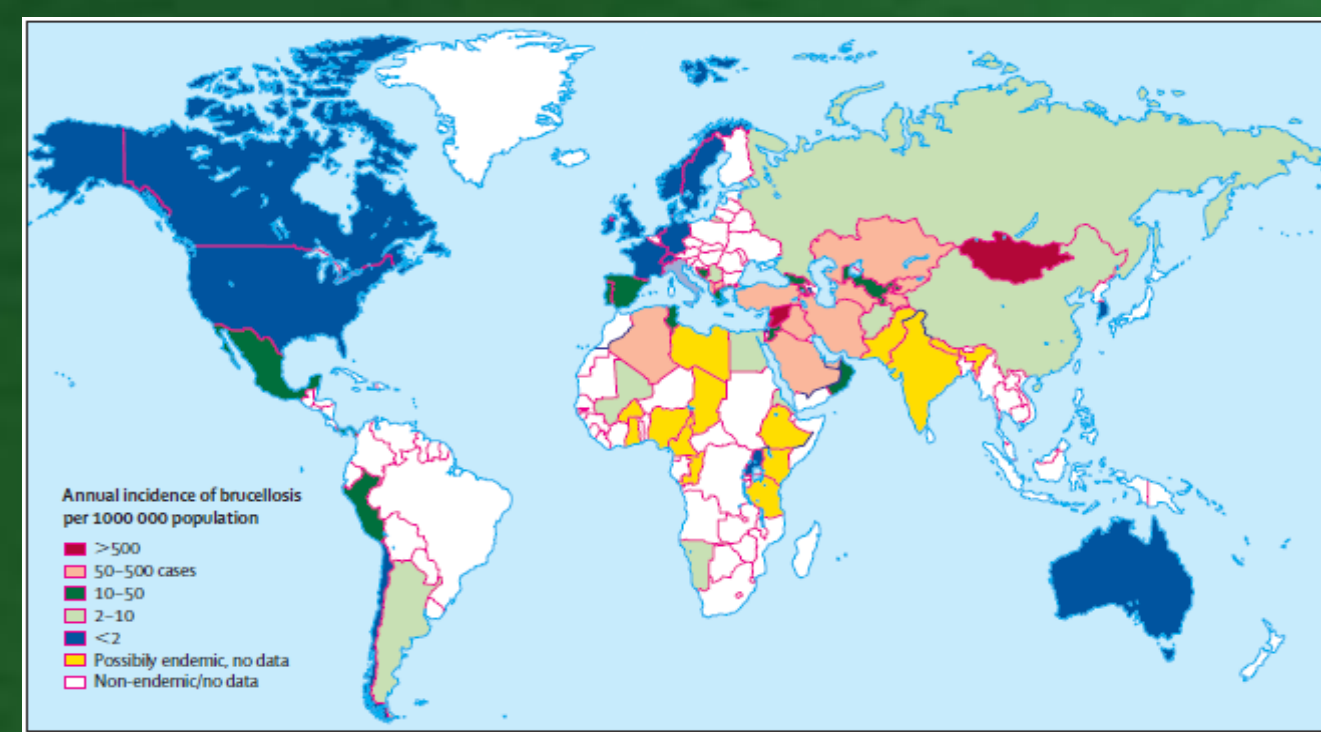 Annual incidence of brucellosis
per 1000 000 population
>500
50–500 cases
10–50
2–10
<2
Possibily endemic, no data
Non-endemic/no data